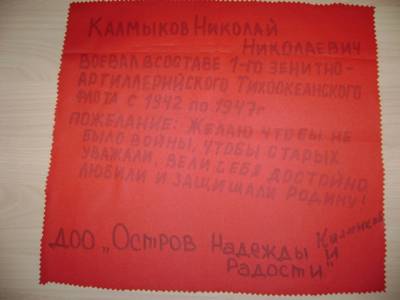 Калмыков Николай
Николаевич
воевал в составе 1-го зенитно-
артиллерийского Тихоокеанского
флота с 1942 по 1947г
пожелание: Желаю чтобы не
было войны, чтобы старых
уважали, вели себя достойно
любили и защищали Родину!
Калмыков
ДОО „Остров Надежды и
Радости"